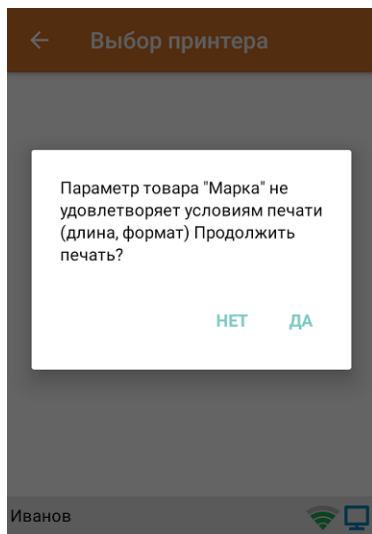 Выбор принтера
Параметр товара "Марка" не
удовлетворяет условиям печати
(длина, формат) Продолжить
печать?
НЕТ ДА
Иванов